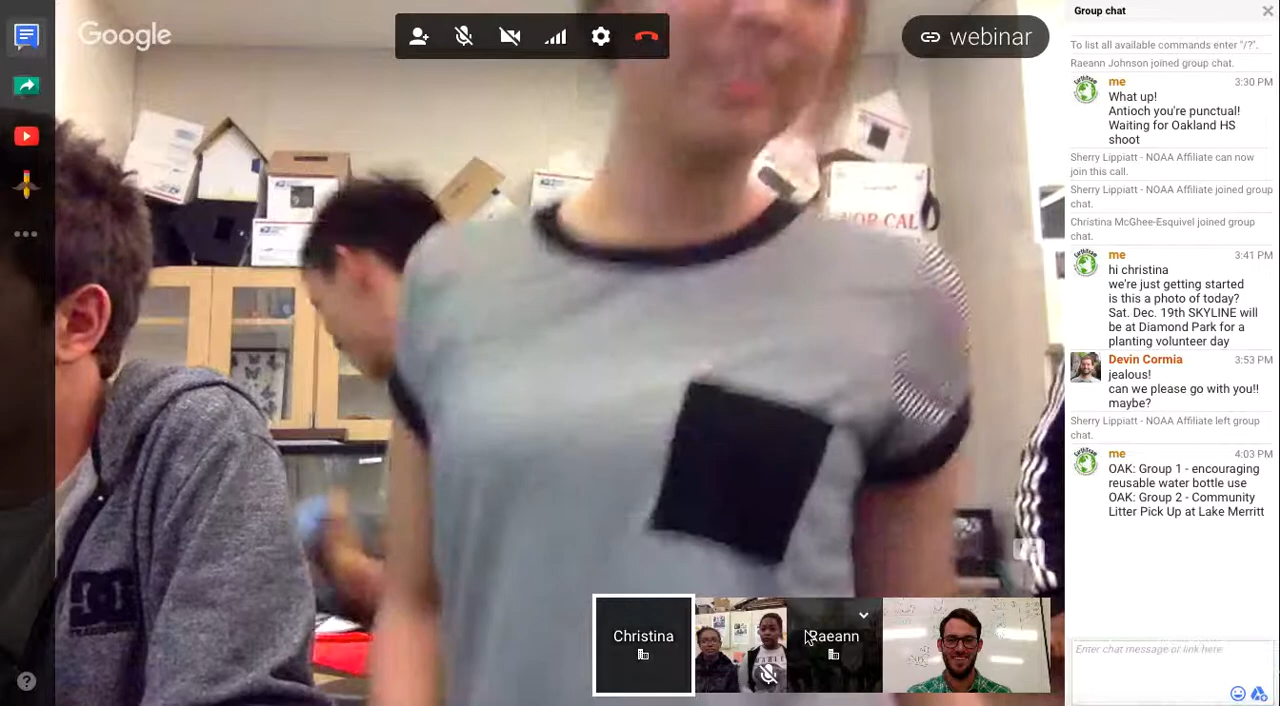 Google
webinar
Group chat
To list all available commands enter "/?".
Raeann Johnson joined group chat.
me 3:30 PM
What up!
Antioch you're punctual!
Waiting for Oakland HS
shoot
Sherry Lippiatt - NOAA Affiliate can now
join this call.
Sherry Lippiatt - NOAA Affiliate joined group
chat.
Christina McGhee-Esquivel joined group
chat.
me 3:41 PM
hi christina
we're just getting started
is this a photo of today?
Sat. Dec. 19th SKYLINE will
be at Diamond Park for a
planting volunteer day
Devin Cormia 3:53 PM
jealous!
can we please go with you!!
maybe?
Sherry Lippiatt - NOAA Affiliate left group
chat.
me 4:03 PM
OAK: Group 1 - encouraging
reusable water bottle use
OAK: Group 2 - Community
Litter Pick Up at Lake Merritt
Enter chat message or link here
NOR CAL
DC
Christina
Raeann
?